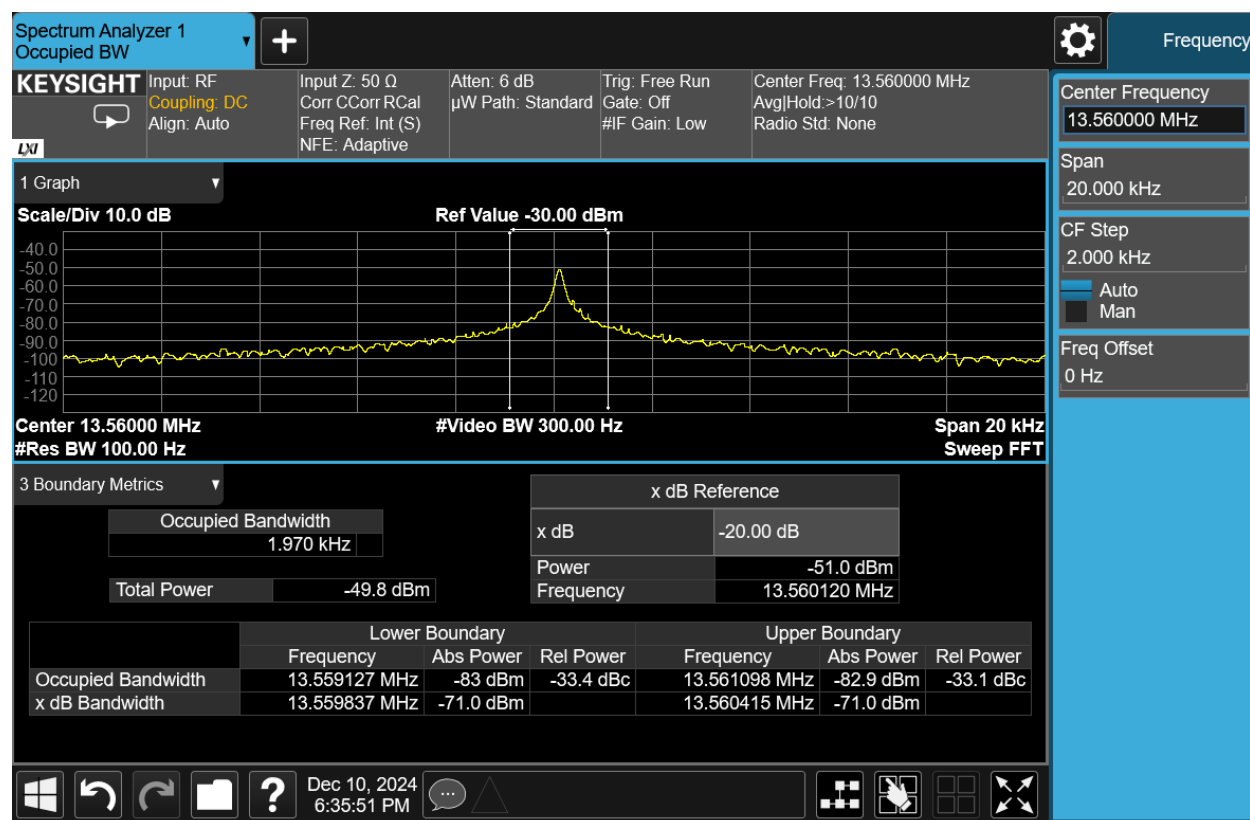 Spectrum Analyzer 1
Occupied BW
Frequency
KEYSIGHT
LXI
Input: RF
Coupling: DC
Align: Auto
Input Z: 50 Ω
Corr CCorr RCal
Freq Ref: Int (S)
NFE: Adaptive
Atten: 6 dB
µW Path: Standard
Trig: Free Run
Gate: Off
#IF Gain: Low
Center Freq: 13.560000 MHz
Avg|Hold:>10/10
Radio Std: None
1 Graph
Scale/Div 10.0 dB
Ref Value -30.00 dBm
-40.0
-50.0
-60.0
-70.0
-80.0
-90.0
-100
-110
-120
Center 13.56000 MHz
#Video BW 300.00 Hz
Span 20 kHz
#Res BW 100.00 Hz
Sweep FFT
3 Boundary Metrics
Occupied Bandwidth
1.970 kHz
Total Power -49.8 dBm
x dB Reference
x dB -20.00 dB
Power -51.0 dBm
Frequency 13.560120 MHz
Lower Boundary Upper Boundary
Frequency Abs Power Rel Power Frequency Abs Power Rel Power
Occupied Bandwidth 13.559127 MHz -83 dBm -33.4 dBc 13.561098 MHz -82.9 dBm -33.1 dBc
x dB Bandwidth 13.559837 MHz -71.0 dBm 13.560415 MHz -71.0 dBm
?
Dec 10, 2024
6:35:51 PM
Center Frequency
13.560000 MHz
Span
20.000 kHz
CF Step
2.000 kHz
Auto
Man
Freq Offset
0 Hz